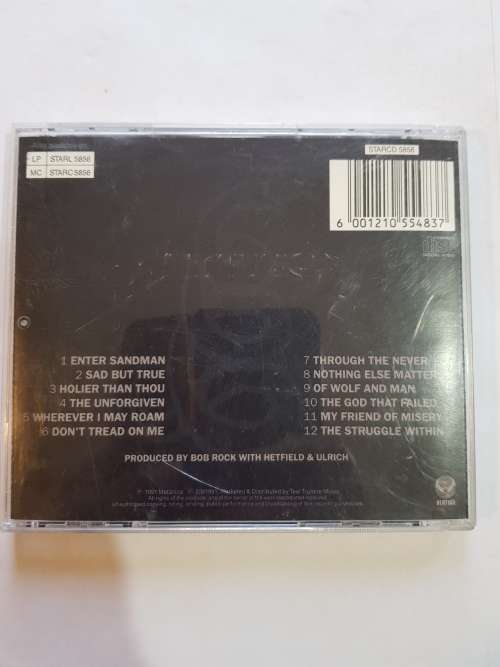 LP STARL 5856
MC STARC 5856
STARCD 5856
6 001210 554837
1 ENTER SANDMAN
2 SAD BUT TRUE
3 HOLIER THAN THOU
4 THE UNFORGIVEN
5 WHEREVER I MAY ROAM
6 DON'T TREAD ON ME
7 THROUGH THE NEVER
8 NOTHING ELSE MATTERS
9 OF WOLF AND MAN
10 THE GOD THAT FAILED
11 MY FRIEND OF MISERY
12 THE STRUGGLE WITHIN
PRODUCED BY BOB ROCK WITH HETFIELD & ULRICH
VERTIGO